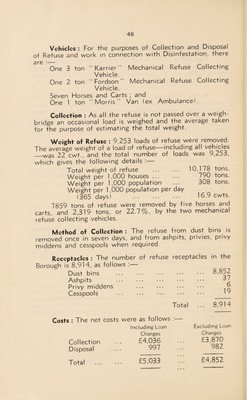 48
Vehicles : For the purposes of Collection and Disposal
of Refuse and work in connection with Disinfestation, there
are :—
One 3 ton "Karrier" Mechanical Refuse Collecting
Vehicle.
One 2 ton "Fordson" Mechanical Refuse Collecting
Vehicle.
Seven Horses and Carts ; and
One 1 ton "Morris" Van (ex Ambulance).
Collection : As all the refuse is not passed over a weigh-
bridge an occasional load is weighed and the average taken
for the purpose of estimating the total weight.
Weight of Refuse : 9,253 loads of refuse were removed.
The average weight of a load of refuse—including all vehicles
—was 22 cwt., and the total number of loads was 9,253,
which gives the following details :—
Total weight of refuse ... ... 10,178 tons.
Weight per 1,000 houses ... ... 790 tons.
Weight per 1,000 population ... 308 tons.
Weight per 1,000 population per day
(365 days) ... ... ... 16.9 cwts.
7859 tons of refuse were removed by five horses and
carts, and 2,319 tons, or 22.7%, by the two mechanical
refuse collecting vehicles.
Method of Collection : The refuse from dust bins is
removed once in seven days, and from ashpits, privies, privy
middens and cesspools when required.
Receptacles : The number of refuse receptacles in the
Borough is 8,914, as follows :—
Dust bins ... ... ... ... ... 8,852
Ashpits ... ... ... ... ... 37
Privy middens ... ... ... ... 6
Cesspools ... ... ... ... ... 19
Total ... 8,914
Costs : The net costs were as follows :—
Including Loan Excluding Loan
Charges Charges
Collection ... £4,036 ... £3,870
Disposal ... 997 ... 982
Total ... ... £5,033 ... £4,852